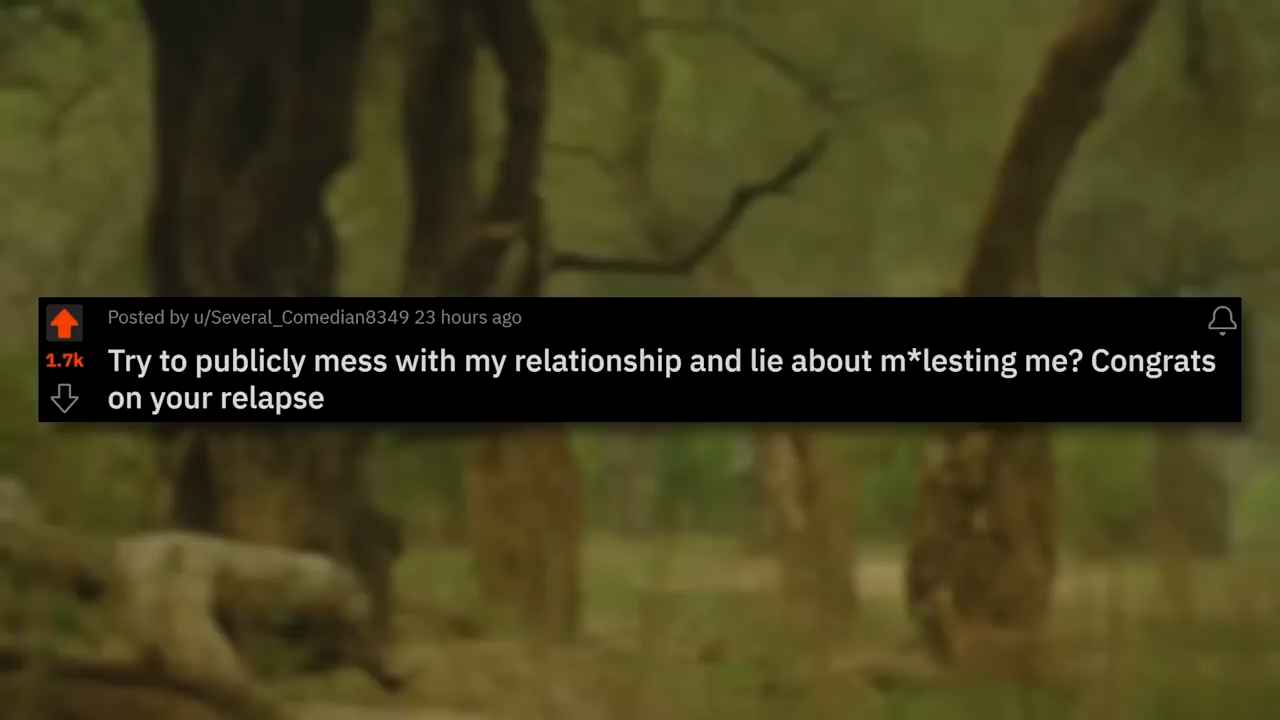 Posted by u/Several_Comedian8349 23 hours ago
1.7k
Try to publicly mess with my relationship and lie about m*lesting me? Congrats
on your relapse